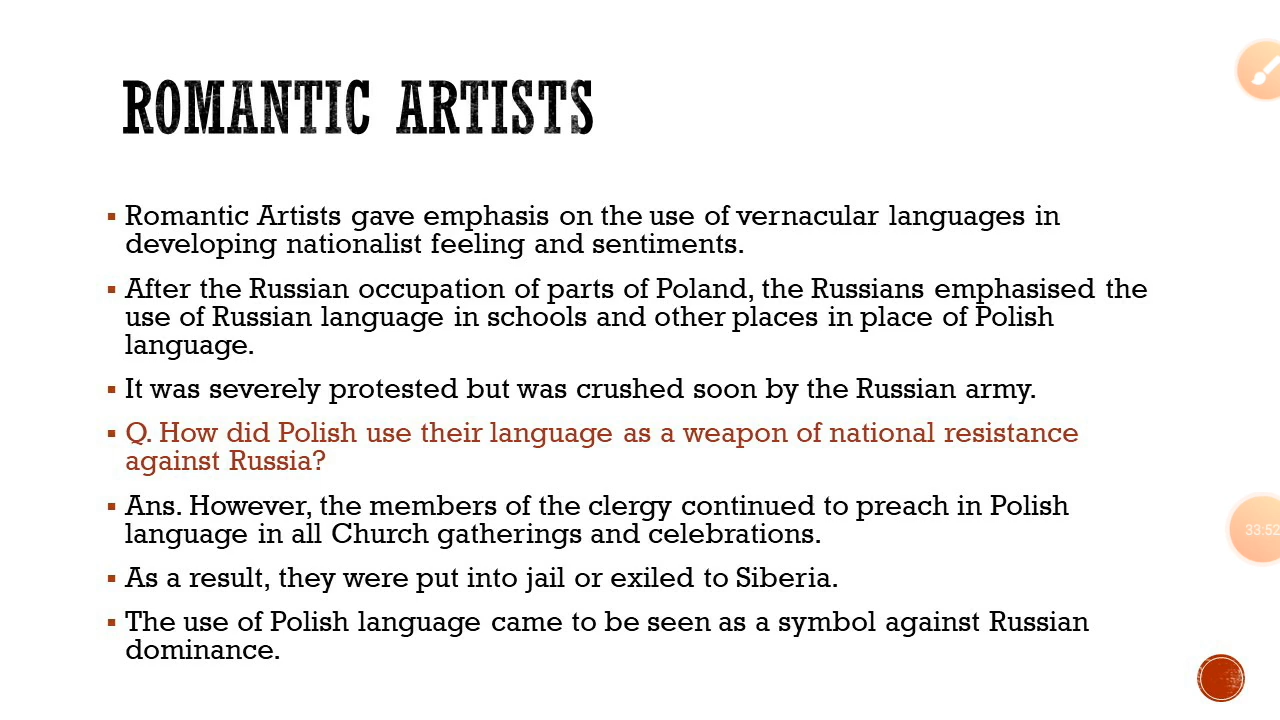 ROMANTIC ARTISTS
Romantic Artists gave emphasis on the use of vernacular languages in
developing nationalist feeling and sentiments.
After the Russian occupation of parts of Poland, the Russians emphasised the
use of Russian language in schools and other places in place of Polish
language.
It was severely protested but was crushed soon by the Russian army.
Q. How did Polish use their language as a weapon of national resistance
against Russia?
Ans. However, the members of the clergy continued to preach in Polish
language in all Church gatherings and celebrations.
33:52
As a result, they were put into jail or exiled to Siberia.
The use of Polish language came to be seen as a symbol against Russian
dominance.